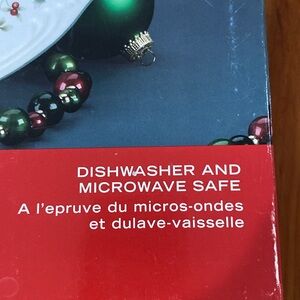 DISHWASHER AND
MICROWAVE SAFE
A l'epruve du micros-ondes
et dulave-vaisselle